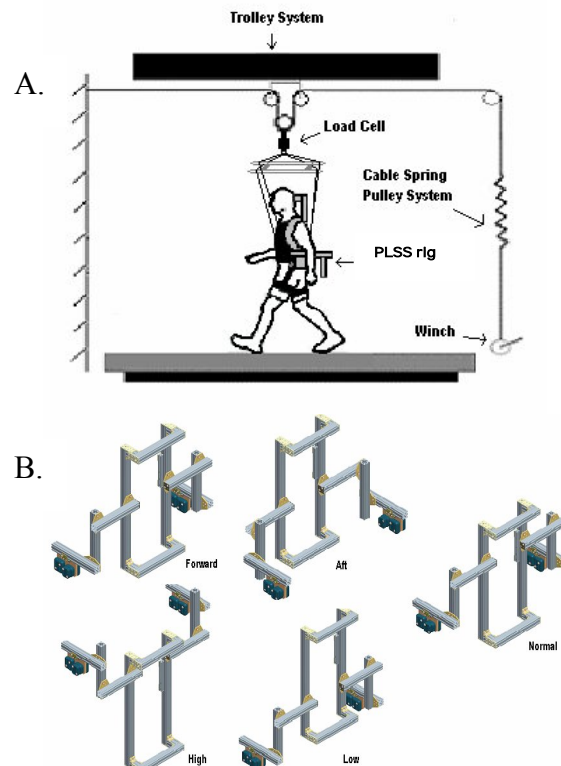 Trolley System
A.
Load Cell
Cable Spring
Pulley System
PLSS rig
Winch
B.
Forward
Aft
Normal
High
Low